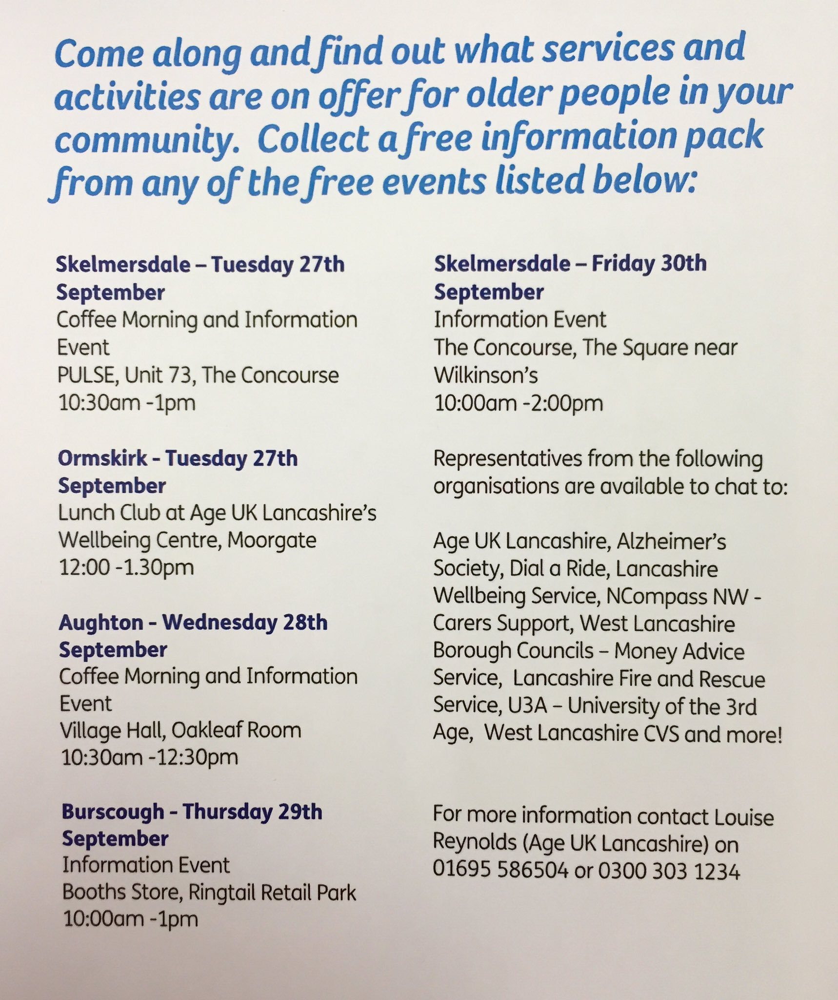 Come along and find out what services and
activities are on offer for older people in your
community.  Collect a free information pack
from any of the free events listed below:
Skelmersdale – Tuesday 27th
September
Coffee Morning and Information
Event
PULSE, Unit 73, The Concourse
10:30am -1pm
Ormskirk - Tuesday 27th
September
Lunch Club at Age UK Lancashire's
Wellbeing Centre, Moorgate
12:00 -1.30pm
Aughton - Wednesday 28th
September
Coffee Morning and Information
Event
Village Hall, Oakleaf Room
10:30am -12:30pm
Burscough - Thursday 29th
September
Information Event
Booths Store, Ringtail Retail Park
10:00am -1pm
Skelmersdale – Friday 30th
September
Information Event
The Concourse, The Square near
Wilkinson's
10:00am -2:00pm
Representatives from the following
organisations are available to chat to:
Age UK Lancashire, Alzheimer's
Society, Dial a Ride, Lancashire
Wellbeing Service, NCompass NW -
Carers Support, West Lancashire
Borough Councils – Money Advice
Service,  Lancashire Fire and Rescue
Service, U3A – University of the 3rd
Age,  West Lancashire CVS and more!
For more information contact Louise
Reynolds (Age UK Lancashire) on
01695 586504 or 0300 303 1234